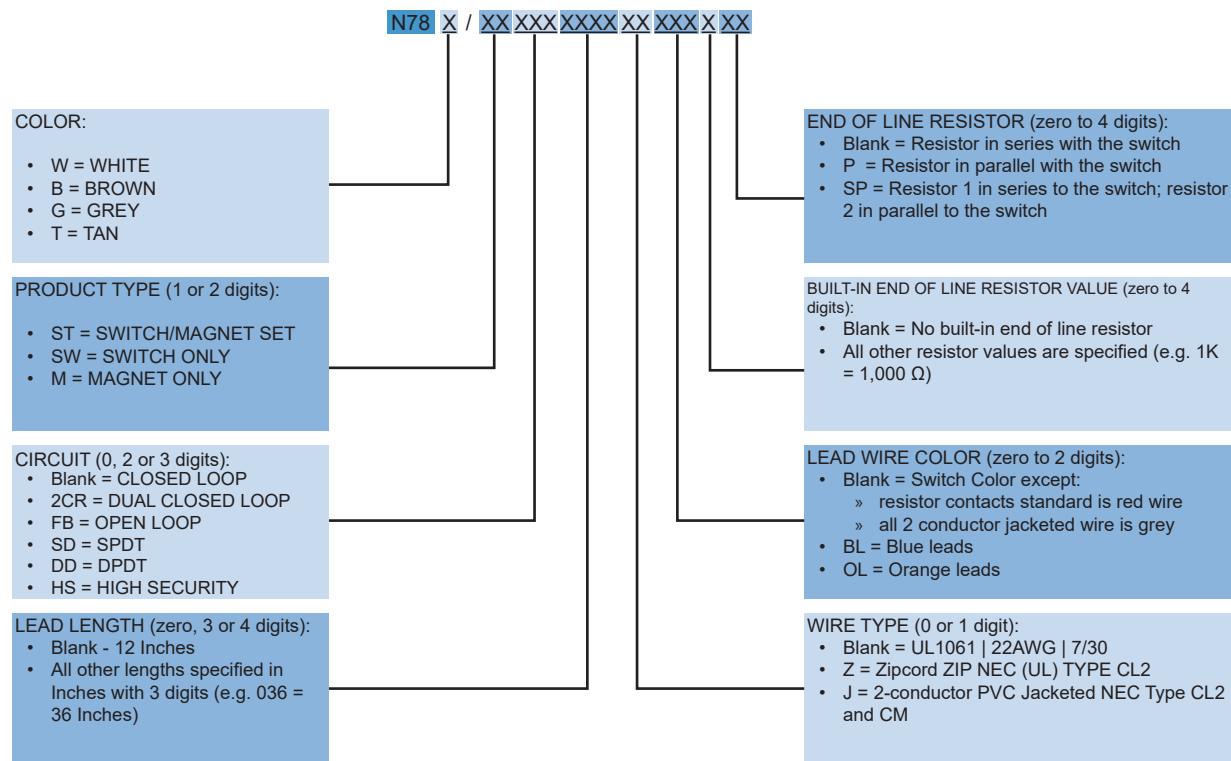 N78 X / XX XXX XXXX XX XXX X XX
COLOR:
• W = WHITE
• B = BROWN
• G = GREY
• T = TAN
PRODUCT TYPE (1 or 2 digits):
• ST = SWITCH/MAGNET SET
• SW = SWITCH ONLY
• M = MAGNET ONLY
CIRCUIT (0, 2 or 3 digits):
• Blank = CLOSED LOOP
• 2CR = DUAL CLOSED LOOP
• FB = OPEN LOOP
• SD = SPDT
• DD = DPDT
• HS = HIGH SECURITY
LEAD LENGTH (zero, 3 or 4 digits):
• Blank - 12 Inches
• All other lengths specified in
Inches with 3 digits (e.g. 036 =
36 Inches)
END OF LINE RESISTOR (zero to 4 digits):
• Blank = Resistor in series with the switch
• P = Resistor in parallel with the switch
• SP = Resistor 1 in series to the switch; resistor
2 in parallel to the switch
BUILT-IN END OF LINE RESISTOR VALUE (zero to 4
digits):
• Blank = No built-in end of line resistor
• All other resistor values are specified (e.g. 1K
= 1,000 Ω)
LEAD WIRE COLOR (zero to 2 digits):
• Blank = Switch Color except:
» resistor contacts standard is red wire
» all 2 conductor jacketed wire is grey
• BL = Blue leads
• OL = Orange leads
WIRE TYPE (0 or 1 digit):
• Blank = UL1061 | 22AWG | 7/30
• Z = Zipcord ZIP NEC (UL) TYPE CL2
• J = 2-conductor PVC Jacketed NEC Type CL2
and CM